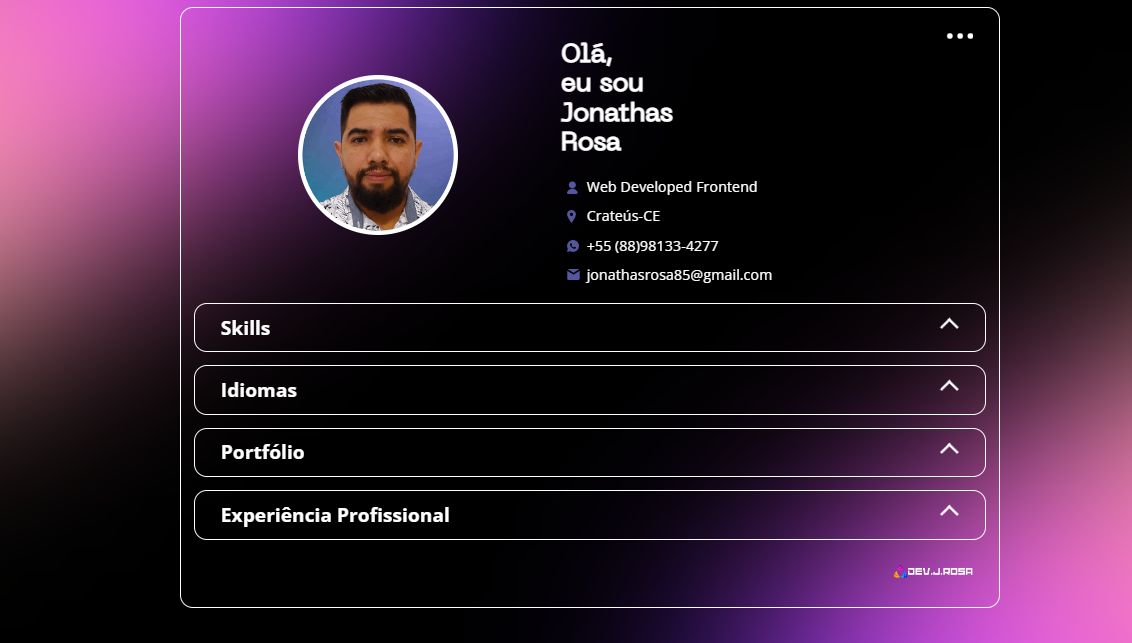 Olá,
eu sou
Jonathas
Rosa
Web Developed Frontend
Crateús-CE
+55 (88)98133-4277
jonathasrosa85@gmail.com
Skills
Idiomas
Portfólio
Experiência Profissional
DEV.J.ROSA